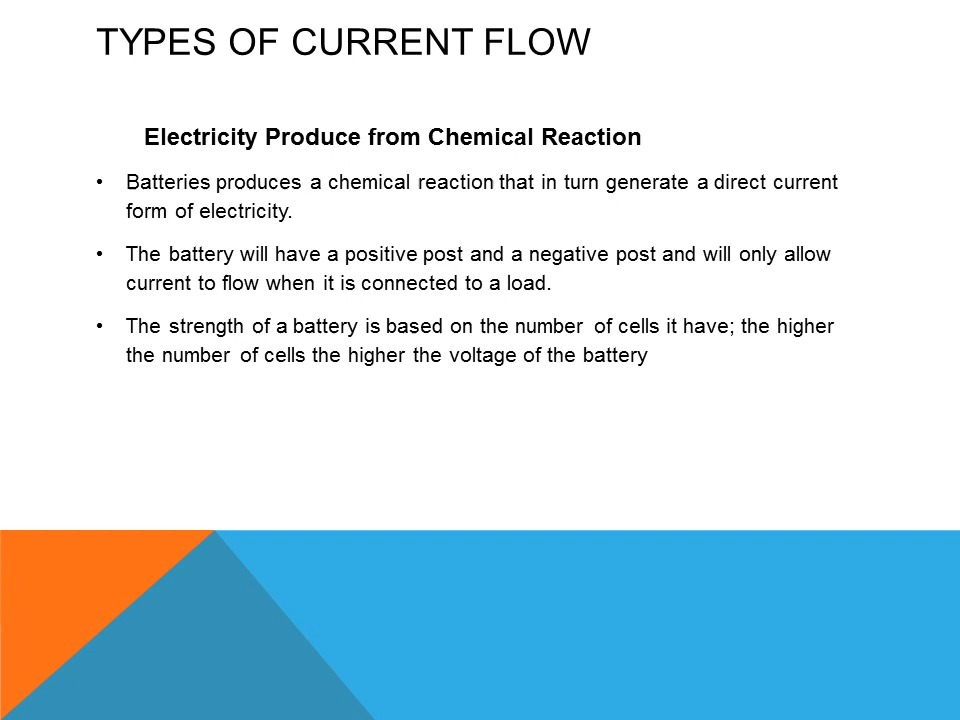 TYPES OF CURRENT FLOW
Electricity Produce from Chemical Reaction
• Batteries produces a chemical reaction that in turn generate a direct current
form of electricity.
• The battery will have a positive post and a negative post and will only allow
current to flow when it is connected to a load.
• The strength of a battery is based on the number of cells it have; the higher
the number of cells the higher the voltage of the battery